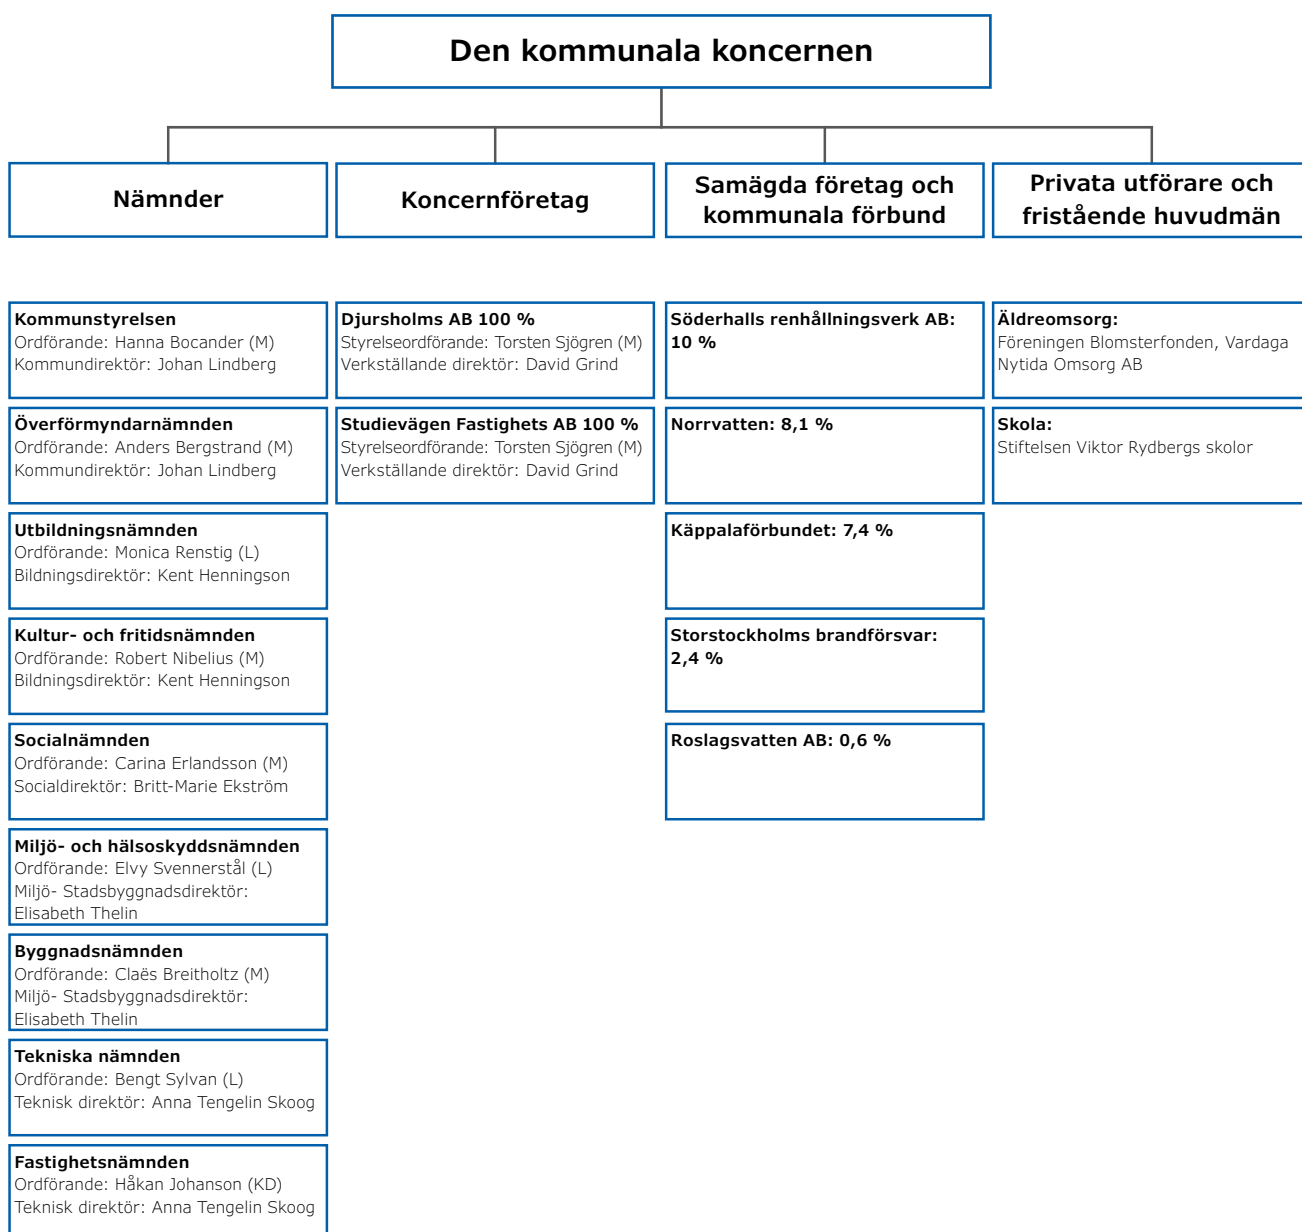 Den kommunala koncernen
Nämnder
Koncernföretag
Samägda företag och
kommunala förbund
Privata utförare och
fristående huvudmän
Kommunstyrelsen
Ordförande: Hanna Bocander (M)
Kommundirektör: Johan Lindberg
Överförmyndarnämnden
Ordförande: Anders Bergstrand (M)
Kommundirektör: Johan Lindberg
Utbildningsnämnden
Ordförande: Monica Renstig (L)
Bildningsdirektör: Kent Henningson
Kultur- och fritidsnämnden
Ordförande: Robert Nibelius (M)
Bildningsdirektör: Kent Henningson
Socialnämnden
Ordförande: Carina Erlandsson (M)
Socialdirektör: Britt-Marie Ekström
Miljö- och hälsoskyddsnämnden
Ordförande: Elvy Svennerstål (L)
Miljö- Stadsbyggnadsdirektör:
Elisabeth Thelin
Byggnadsnämnden
Ordförande: Claës Breitholtz (M)
Miljö- Stadsbyggnadsdirektör:
Elisabeth Thelin
Tekniska nämnden
Ordförande: Bengt Sylvan (L)
Teknisk direktör: Anna Tengelin Skoog
Fastighetsnämnden
Ordförande: Håkan Johanson (KD)
Teknisk direktör: Anna Tengelin Skoog
Djursholms AB 100 %
Styrelseordförande: Torsten Sjögren (M)
Verkställande direktör: David Grind
Studievägen Fastighets AB 100 %
Styrelseordförande: Torsten Sjögren (M)
Verkställande direktör: David Grind
Söderhalls renhållningsverk AB:
10 %
Norrvatten: 8,1 %
Käppalaförbundet: 7,4 %
Storstockholms brandförsvar:
2,4 %
Roslagsvatten AB: 0,6 %
Äldreomsorg:
Föreningen Blomsterfonden, Vardaga
Nytida Omsorg AB
Skola:
Stiftelsen Viktor Rydbergs skolor